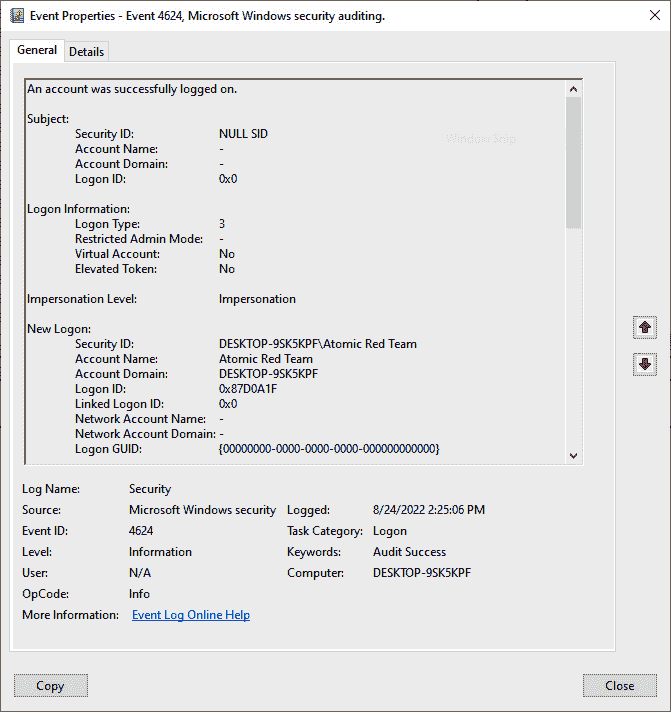 Event Properties - Event 4624, Microsoft Windows security auditing.
General Details
An account was successfully logged on.
Window Snip
Subject:
Security ID: NULL SID
Account Name: -
Account Domain: -
Logon ID: 0x0
Logon Information:
Logon Type: 3
Restricted Admin Mode: -
Virtual Account: No
Elevated Token: No
Impersonation Level: Impersonation
New Logon:
Security ID: DESKTOP-9SK5KPF\Atomic Red Team
Account Name: Atomic Red Team
Account Domain: DESKTOP-9SK5KPF
Logon ID: 0x87D0A1F
Linked Logon ID: 0x0
Network Account Name: -
Network Account Domain: -
Logon GUID: {00000000-0000-0000-0000-000000000000}
Log Name: Security
Source: Microsoft Windows security Logged: 8/24/2022 2:25:06 PM
Event ID: 4624 Task Category: Logon
Level: Information Keywords: Audit Success
User: N/A Computer: DESKTOP-9SK5KPF
OpCode: Info
More Information: Event Log Online Help
Copy Close